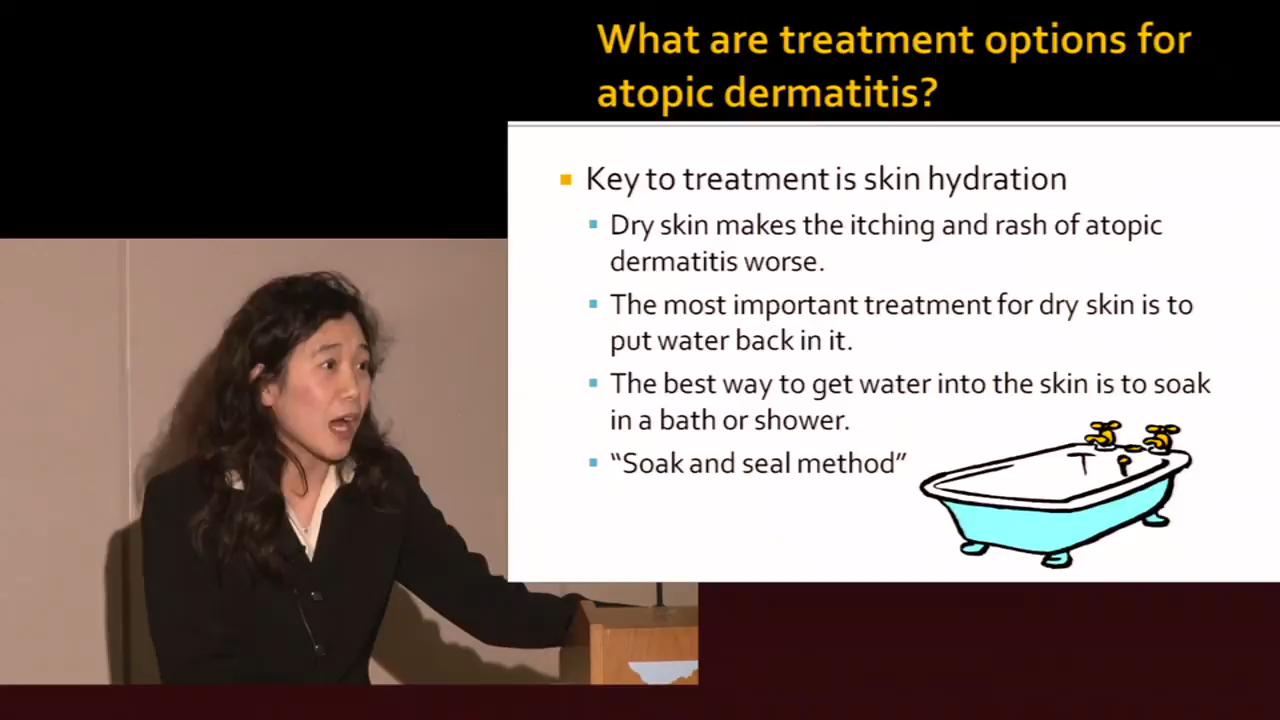 What are treatment options for
atopic dermatitis?
Key to treatment is skin hydration
Dry skin makes the itching and rash of atopic
dermatitis worse.
The most important treatment for dry skin is to
put water back in it.
The best way to get water into the skin is to soak
in a bath or shower.
“Soak and seal method”